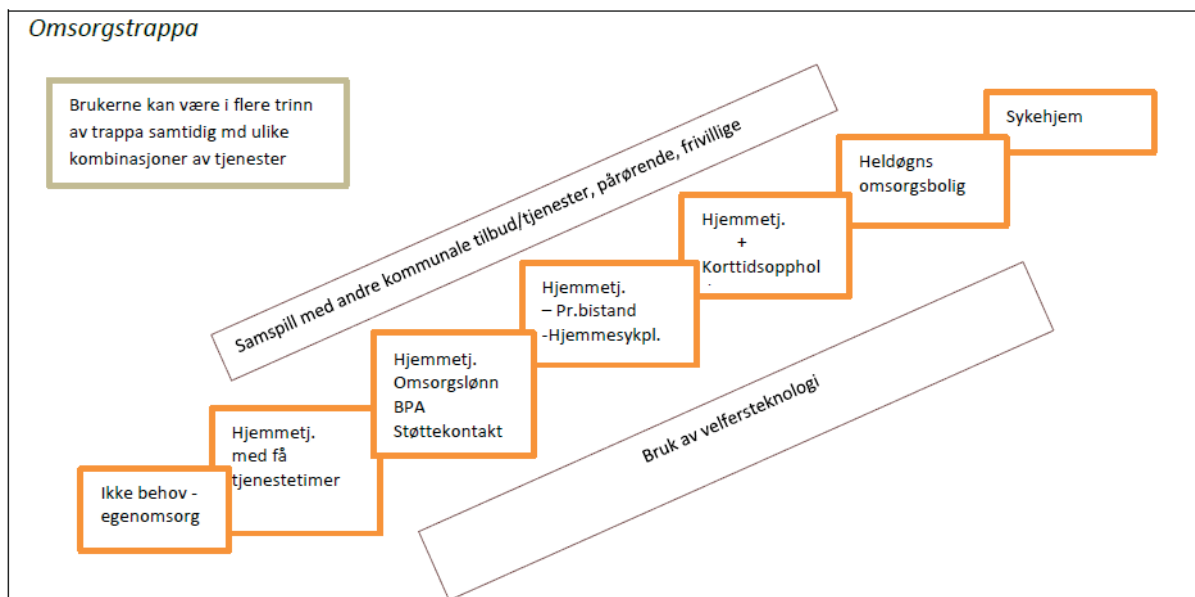 Omsorgstrappa
Brukerne kan være i flere trinn
av trappa samtidig md ulike
kombinasjoner av tjenester
Samspill med andre kommunale tilbud/tjenester, pårørende, frivillige
Sykehjem
Heldøgns
omsorgsbolig
Hjemmetj.
+
Korttidsopphol
Hjemmetj.
– Pr.bistand
-Hjemmesykpl.
Hjemmetj.
Omsorgslønn
BPA
Støttekontakt
Hjemmetj.
med få
tjenestetimer
Ikke behov -
egenomsorg
Bruk av velfersteknologi